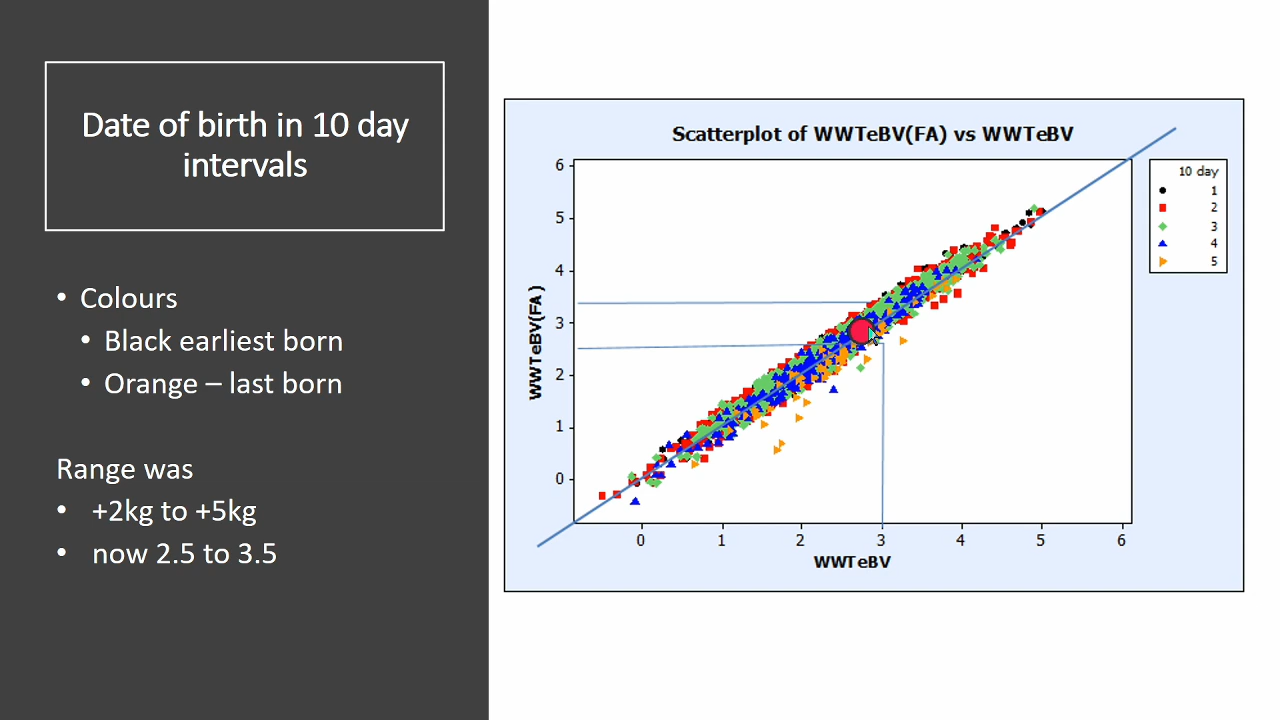 Date of birth in 10 day
intervals
• Colours
• Black earliest born
• Orange – last born
Range was
• +2kg to +5kg
• now 2.5 to 3.5
Scatterplot of WWTeBV(FA) vs WWTeBV
WWTeBV(FA)
6
5
4
3
2
1
0
0 1 2 3 4 5 6
WWTeBV
10 day
1
2
3
4
5